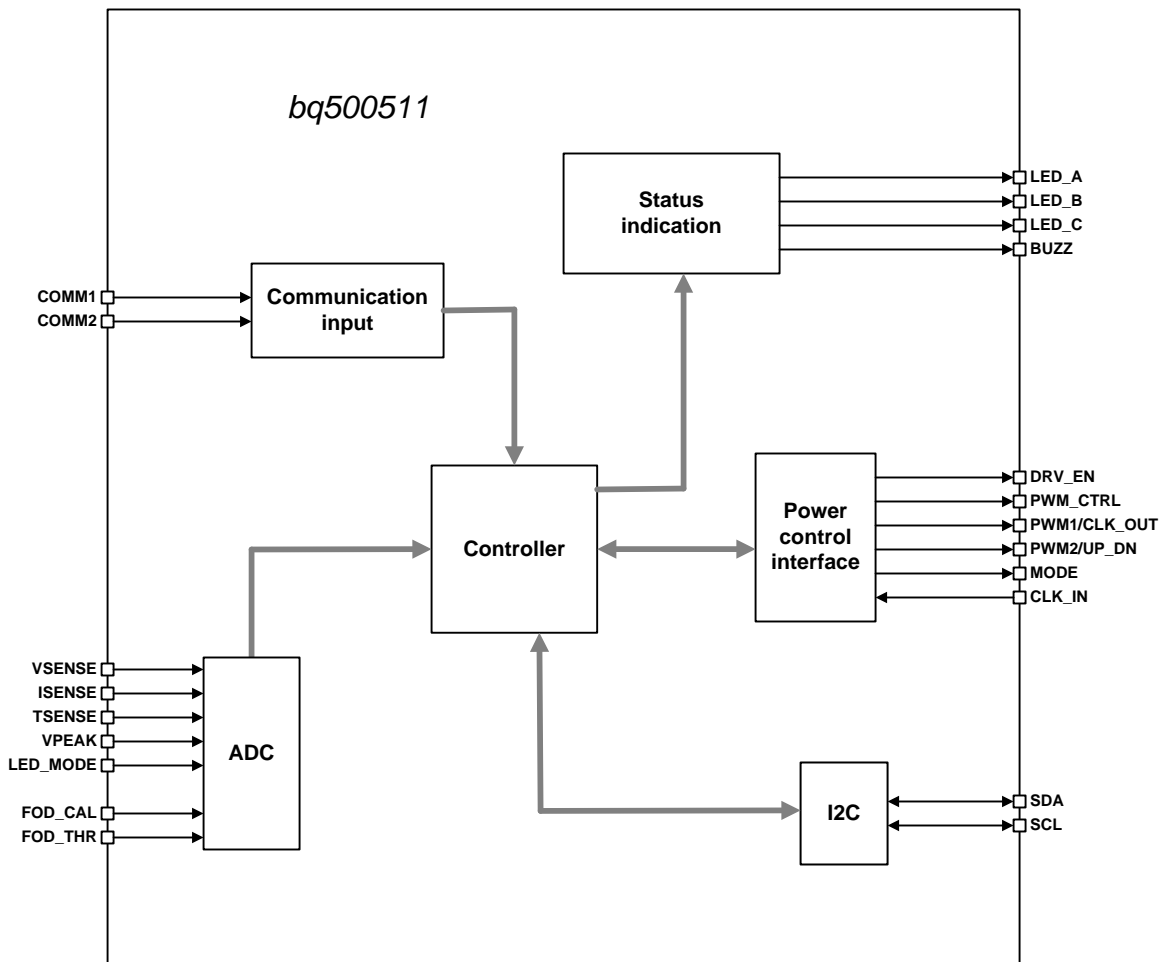 bq500511
Status
indication
LED_A
LED_B
LED_C
BUZZ
COMM1
COMM2
Communication
input
Controller
Power
control
interface
DRV_EN
PWM_CTRL
PWM1/CLK_OUT
PWM2/UP_DN
MODE
CLK_IN
VSENSE
ISENSE
TSENSE
VPEAK
LED_MODE
FOD_CAL
FOD_THR
ADC
I2C
SDA
SCL